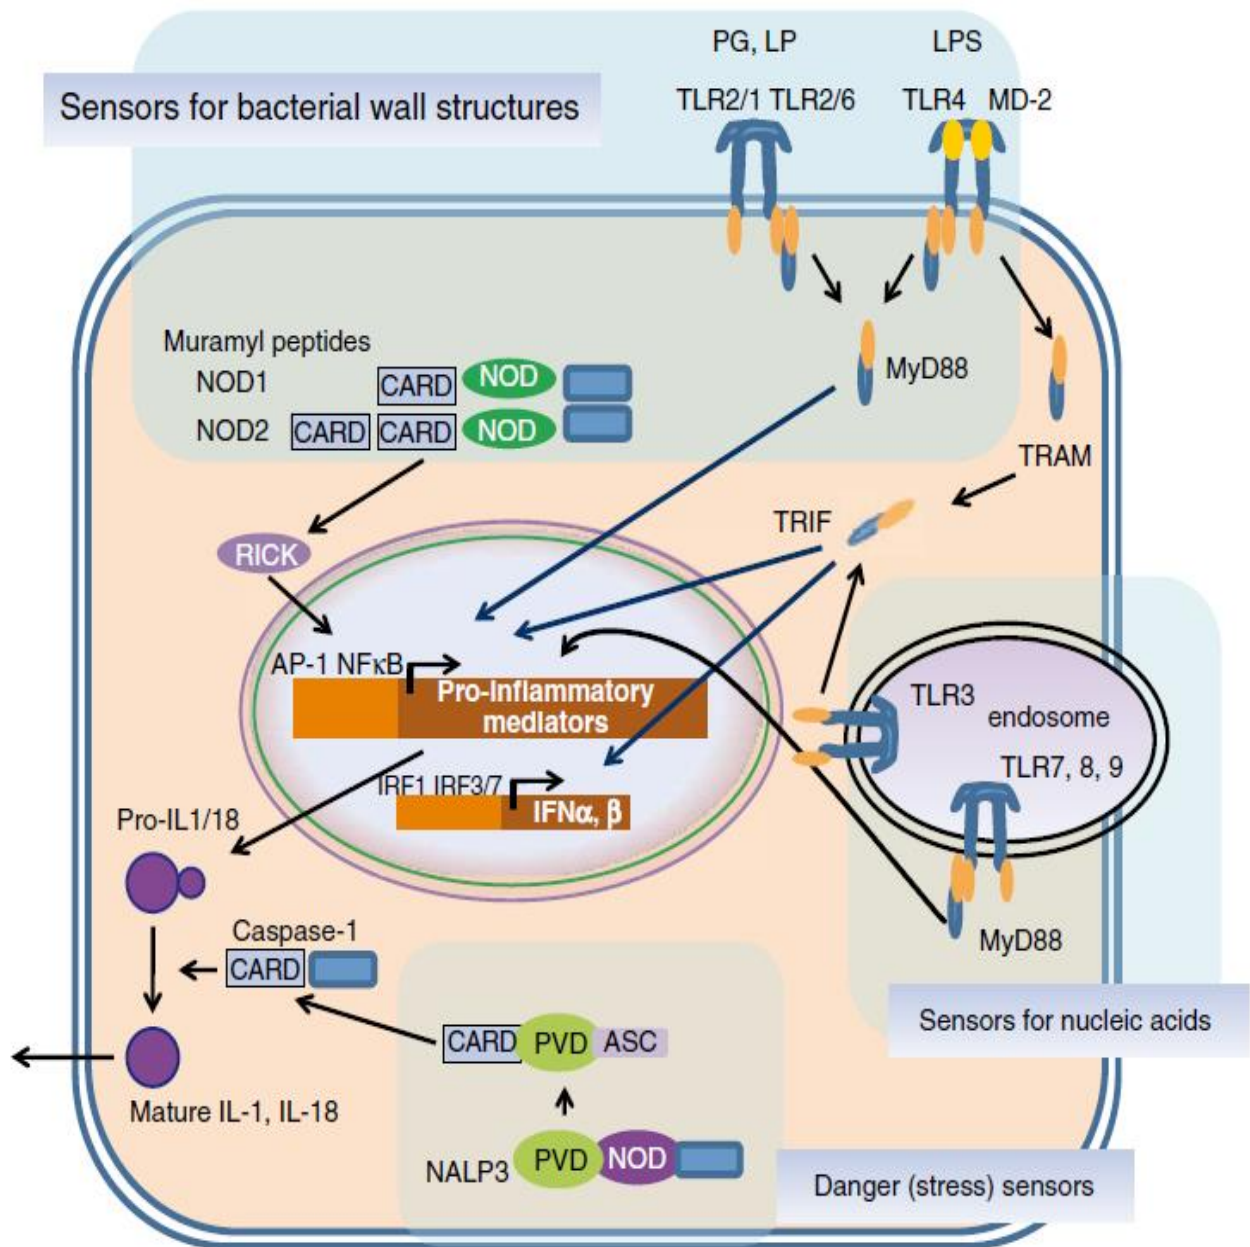 PG, LP
LPS
Sensors for bacterial wall structures
TLR2/1 TLR2/6
TLR4 MD-2
Muramyl peptides
NOD1
CARD NOD
NOD2
CARD CARD NOD
MyD88
TRAM
TRIF
RICK
AP-1 NFκB
Pro-Inflammatory
mediators
TLR3
endosome
TLR7, 8, 9
IRF1 IRF3/7
IFNα, β
Pro-IL1/18
Caspase-1
CARD
MyD88
Sensors for nucleic acids
CARD PVD ASC
Mature IL-1, IL-18
NALP3
PVD NOD
Danger (stress) sensors